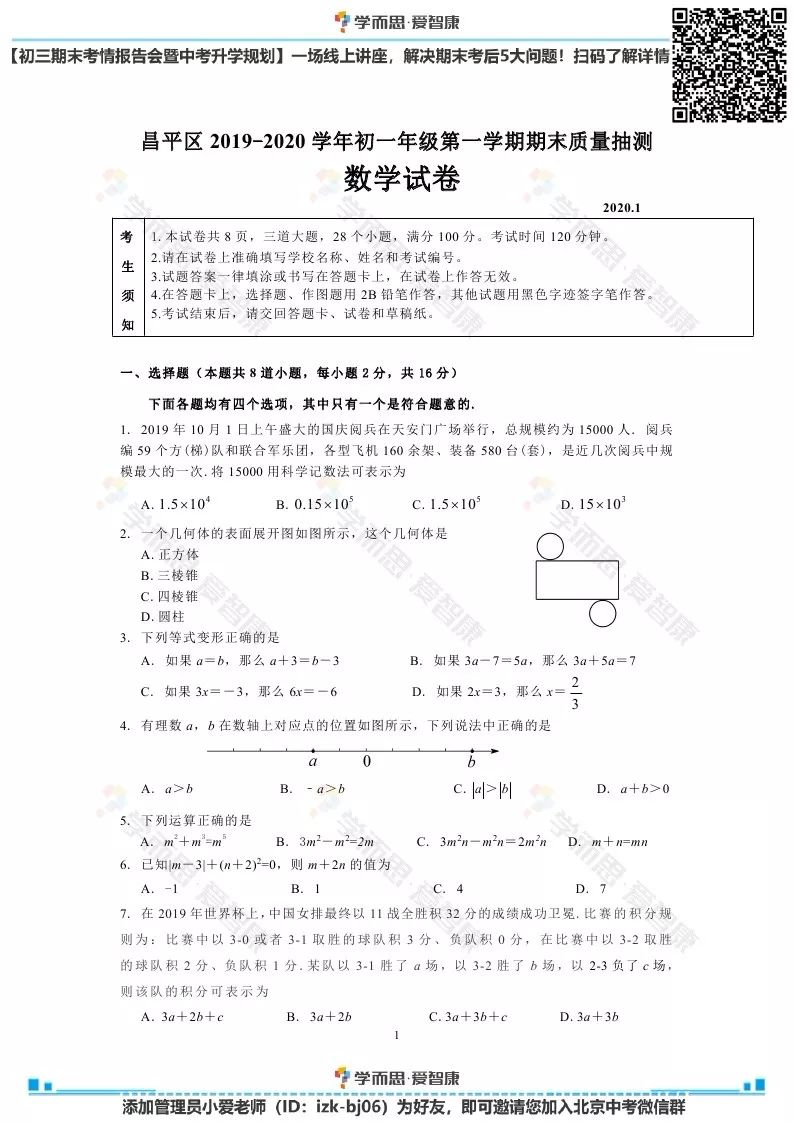 学而思·爱智康
【初三期末考情报告会暨中考升学规划】一场线上讲座，解决期末考后5大问题！扫码了解详情
昌平区 2019-2020 学年初一年级第一学期期末质量抽测
数学试卷
2020.1
考生须知
1.本试卷共 8 页，三道大题，28 个小题，满分 100 分。考试时间 120 分钟。
2.请在试卷上准确填写学校名称、姓名和考试编号。
3.试题答案一律填涂或书写在答题卡上，在试卷上作答无效。
4.在答题卡上，选择题、作图题用 2B 铅笔作答，其他试题用黑色字迹签字笔作答。
5.考试结束后，请交回答题卡、试卷和草稿纸。
一、选择题（本题共 8 道小题，每小题 2 分，共 16 分）
下面各题均有四个选项，其中只有一个是符合题意的.
1. 2019 年 10 月 1 日上午盛大的国庆阅兵在天安门广场举行，总规模约为 15000 人. 阅兵
编 59 个方(梯)队和联合军乐团，各型飞机 160 余架、装备 580 台(套)，是近几次阅兵中规
模最大的一次.将 15000 用科学记数法可表示为
A. 1.5×10⁴ B. 0.15×10⁵ C. 1.5×10⁵ D. 15×10³
2. 一个几何体的表面展开图如图所示，这个几何体是
A.正方体
B.三棱锥
C.四棱锥
D.圆柱
3. 下列等式变形正确的是
A. 如果 a＝b，那么 a＋3＝b－3 B. 如果 3a－7＝5a，那么 3a＋5a＝7
C. 如果 3x＝－3，那么 6x＝－6 D. 如果 2x＝3，那么 x＝2/3
4. 有理数 a，b 在数轴上对应点的位置如图所示，下列说法中正确的是
a 0 b
A. a＞b B. －a＞b C. |a|＞|b| D. a＋b＞0
5. 下列运算正确的是
A. m²＋m³=m⁵ B. 3m²－m²=2m C. 3m²n－m²n＝2m²n D. m＋n=mn
6. 已知|m－3|＋(n＋2)²=0，则 m＋2n 的值为
A. -1 B. 1 C. 4 D. 7
7. 在 2019 年世界杯上,中国女排最终以 11 战全胜积 32 分的成绩成功卫冕.比赛的积分规
则为：比赛中以 3-0 或者 3-1 取胜的球队积 3 分、负队积 0 分，在比赛中以 3-2 取胜
的球队积 2 分、负队积 1 分.某队以 3-1 胜了 a 场，以 3-2 胜了 b 场，以 2-3 负了 c 场，
则该队的积分可表示为
A. 3a＋2b＋c B. 3a＋2b C. 3a＋3b＋c D. 3a＋3b
1
学而思·爱智康
添加管理员小爱老师（ID：izk-bj06）为好友，即可邀请您加入北京中考微信群